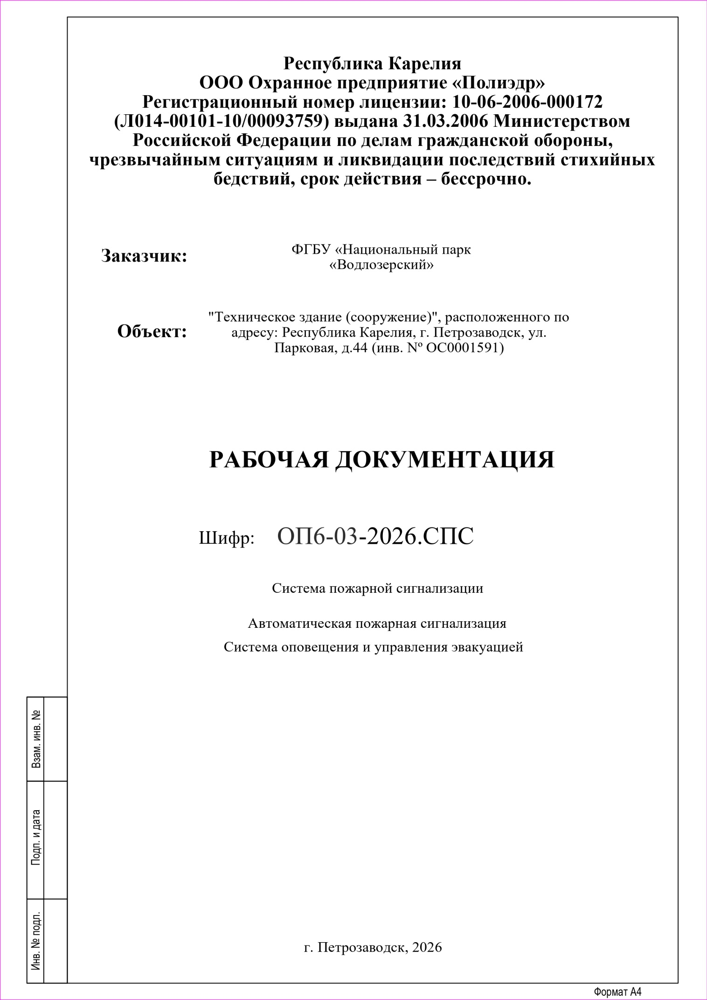 Республика Карелия
ООО Охранное предприятие «Полиэдр»
Регистрационный номер лицензии: 10-06-2006-000172
(Л014-00101-10/00093759) выдана 31.03.2006 Министерством
Российской Федерации по делам гражданской обороны,
чрезвычайным ситуациям и ликвидации последствий стихийных
бедствий, срок действия – бессрочно.
Заказчик:
ФГБУ «Национальный парк
«Водлозерский»
Объект:
"Техническое здание (сооружение)", расположенного по
адресу: Республика Карелия, г. Петрозаводск, ул.
Парковая, д.44 (инв. Nº ОС0001591)
РАБОЧАЯ ДОКУМЕНТАЦИЯ
Шифр: ОП6-03-2026.СПС
Система пожарной сигнализации
Автоматическая пожарная сигнализация
Система оповещения и управления эвакуацией
Взам. инв. №
Подп. и дата
Инв. № подл.
г. Петрозаводск, 2026
Формат А4